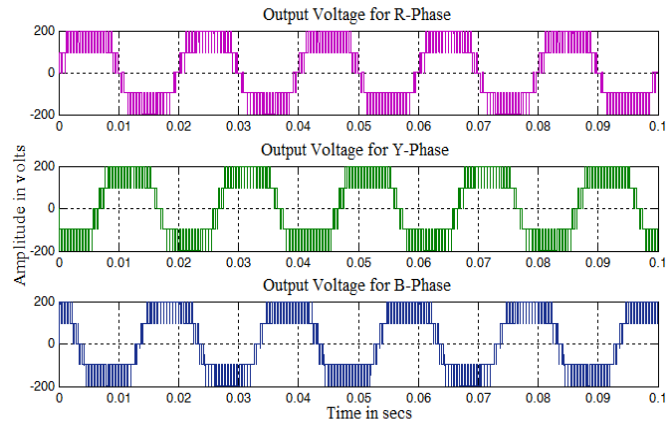 Output Voltage for R-Phase
200
0
-200
0 0.01 0.02 0.03 0.04 0.05 0.06 0.07 0.08 0.09 0.1
Output Voltage for Y-Phase
200
0
-200
0 0.01 0.02 0.03 0.04 0.05 0.06 0.07 0.08 0.09 0.1
Amplitude in volts
Output Voltage for B-Phase
200
0
-200
0 0.01 0.02 0.03 0.04 0.05 0.06 0.07 0.08 0.09 0.1
Time in secs